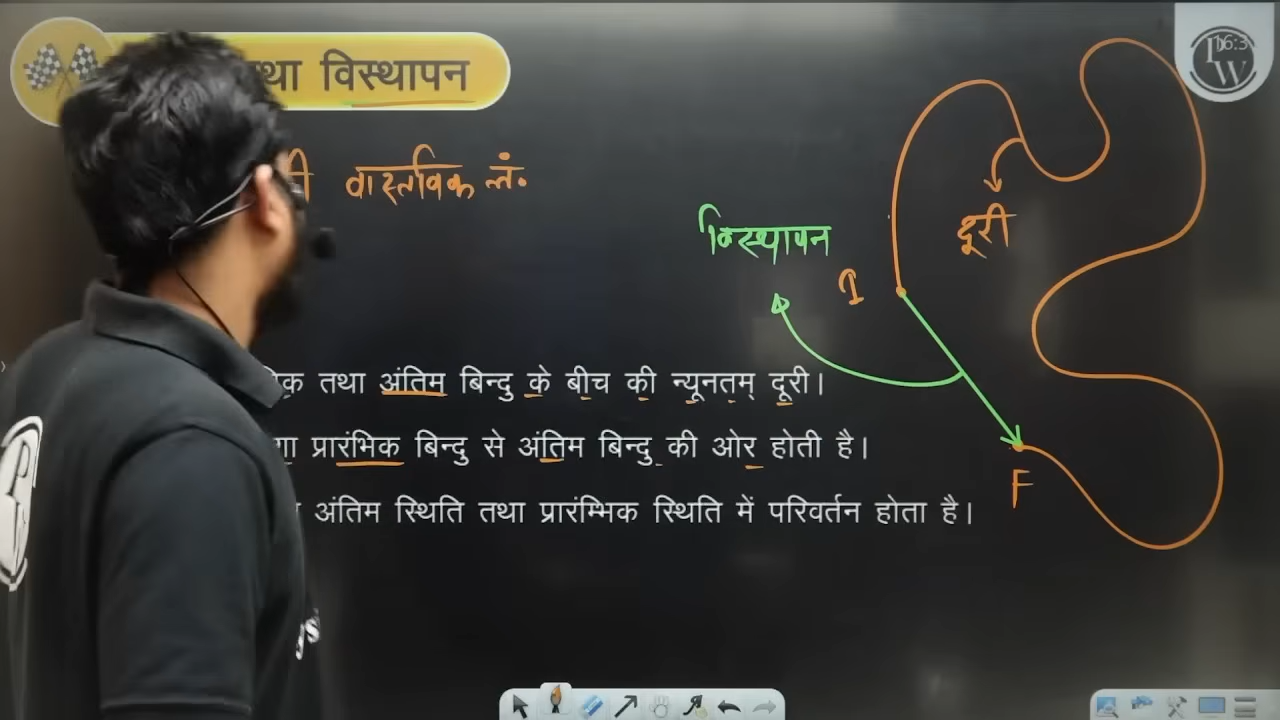 तथा विस्थापन
वास्तविक लं.
विस्थापन
दूरी
I
तथा अंतिम बिन्दु के बीच की न्यूनतम् दूरी।
प्रारंभिक बिन्दु से अंतिम बिन्दु की ओर होती है।
F
अंतिम स्थिति तथा प्रारंम्भिक स्थिति में परिवर्तन होता है।